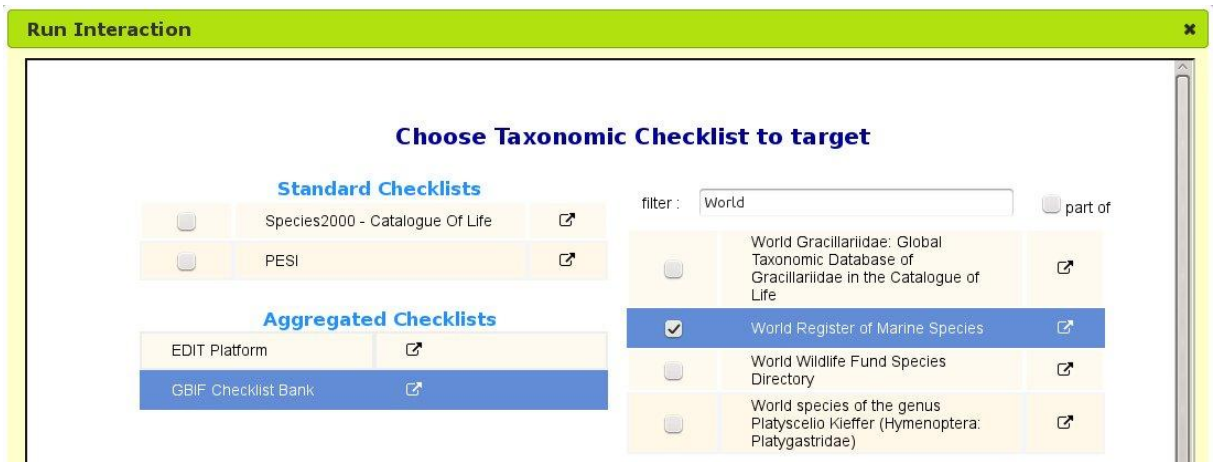 Run Interaction
Choose Taxonomic Checklist to target
Standard Checklists
Species2000 - Catalogue Of Life
PESI
Aggregated Checklists
EDIT Platform
GBIF Checklist Bank
filter : World
part of
World Gracillariidae: Global
Taxonomic Database of
Gracillariidae in the Catalogue of
Life
World Register of Marine Species
World Wildlife Fund Species
Directory
World species of the genus
Platyscelio Kieffer (Hymenoptera:
Platygastridae)